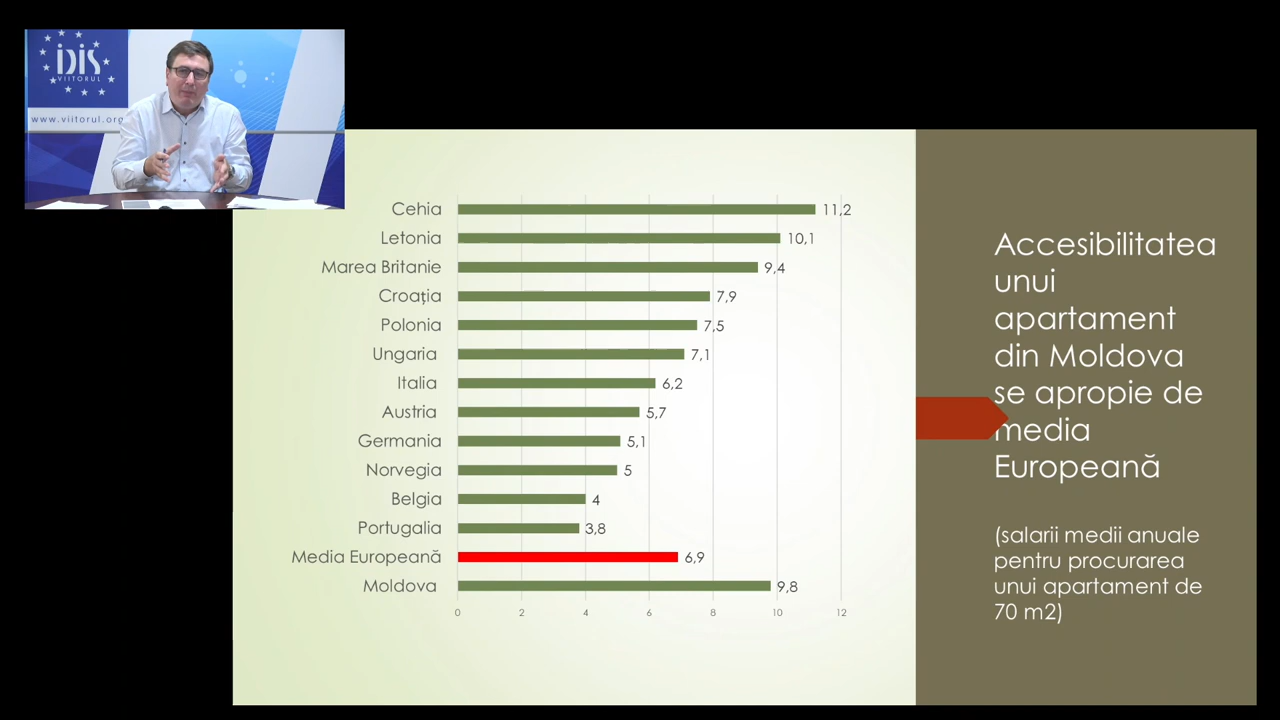 IDIS
VIITORUL
www.viitorul.org
Cehia 11,2
Letonia 10,1
Marea Britanie 9,4
Croația 7,9
Polonia 7,5
Ungaria 7,1
Italia 6,2
Austria 5,7
Germania 5,1
Norvegia 5
Belgia 4
Portugalia 3,8
Media Europeană 6,9
Moldova 9,8
0 2 4 6 8 10 12
Accesibilitatea
unui
apartament
din Moldova
se apropie de
media
Europeană
(salarii medii anuale
pentru procurarea
unui apartament de
70 m2)